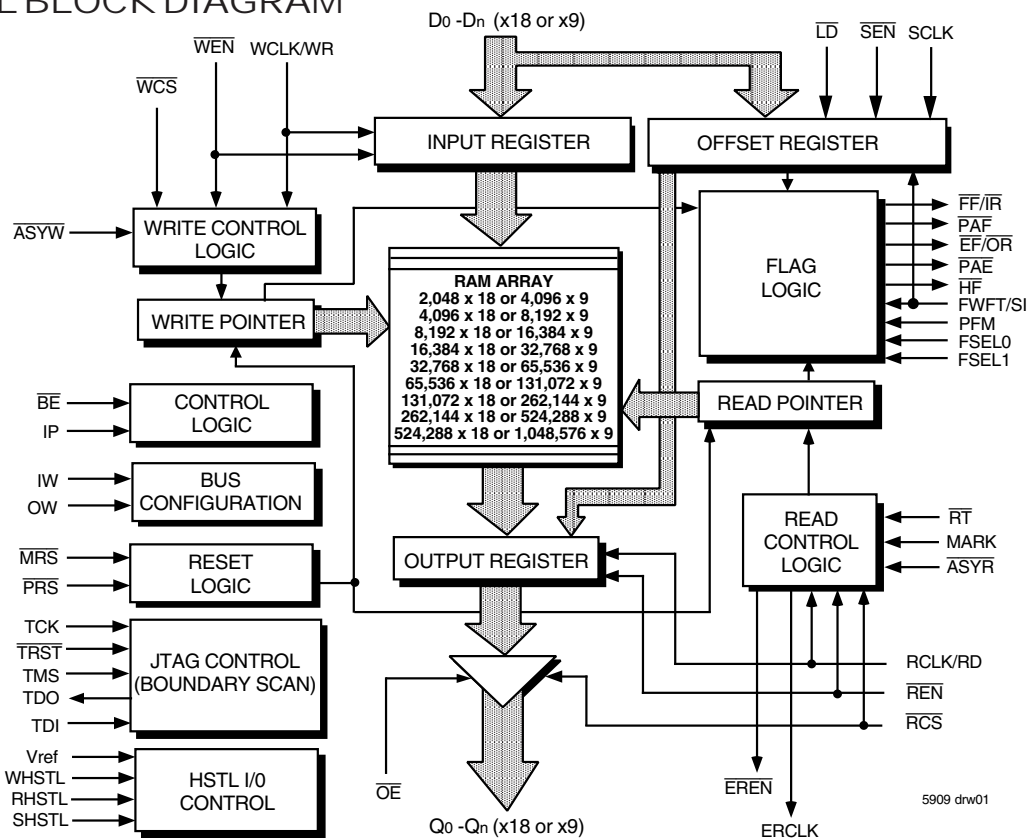 L BLOCK DIAGRAM
D0 -Dn (x18 or x9)
WEN
WCLK/WR
LD
SEN
SCLK
WCS
INPUT REGISTER
OFFSET REGISTER
ASYW
WRITE CONTROL
LOGIC
FF/IR
PAF
EF/OR
PAE
HF
FWFT/SI
PFM
FSEL0
FSEL1
FLAG
LOGIC
RAM ARRAY
2,048 x 18 or 4,096 x 9
4,096 x 18 or 8,192 x 9
8,192 x 18 or 16,384 x 9
16,384 x 18 or 32,768 x 9
32,768 x 18 or 65,536 x 9
65,536 x 18 or 131,072 x 9
131,072 x 18 or 262,144 x 9
262,144 x 18 or 524,288 x 9
524,288 x 18 or 1,048,576 x 9
WRITE POINTER
READ POINTER
BE
IP
CONTROL
LOGIC
IW
OW
BUS
CONFIGURATION
READ
CONTROL
LOGIC
RT
MARK
ASYR
MRS
PRS
RESET
LOGIC
OUTPUT REGISTER
TCK
TRST
TMS
TDO
TDI
JTAG CONTROL
(BOUNDARY SCAN)
RCLK/RD
REN
RCS
Vref
WHSTL
RHSTL
SHSTL
HSTL I/0
CONTROL
OE
EREN
5909 drw01
Q0 -Qn (x18 or x9)
ERCLK